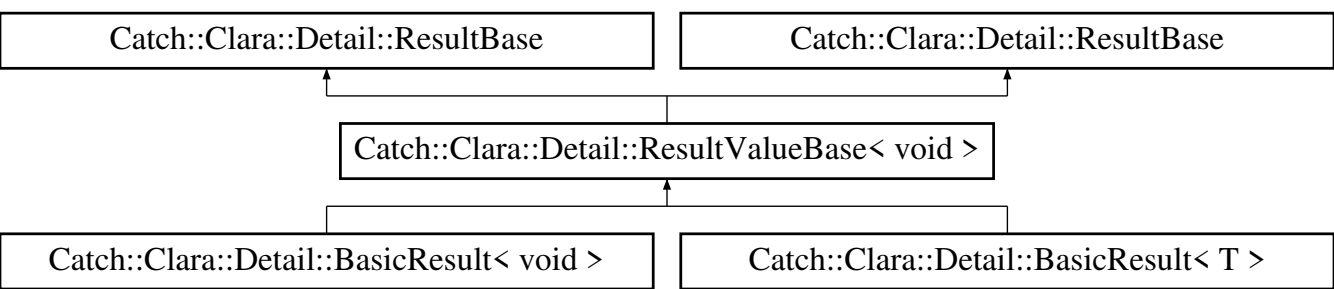 Catch::Clara::Detail::ResultBase
Catch::Clara::Detail::ResultBase
Catch::Clara::Detail::ResultValueBase< void >
Catch::Clara::Detail::BasicResult< void >
Catch::Clara::Detail::BasicResult< T >